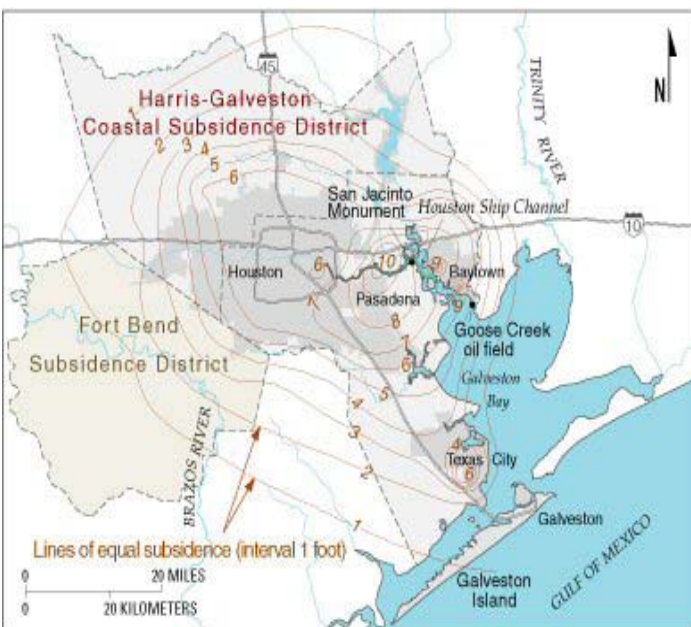 45
N
Harris-Galveston
Coastal Subsidence District
TRINITY RIVER
1
2
3
4
5
6
San Jacinto
Monument
Houston Ship Channel
10
Houston
6
10
9
Baytown
Pasadena
7
9
8
7
6
Goose Creek
oil field
Fort Bend
Subsidence District
Galveston
Bay
5
4
3
2
1
4
Texas City
6
BRAZOS RIVER
Lines of equal subsidence (interval 1 foot)
Galveston
GULF OF MEXICO
Galveston
Island
0 20 MILES
0 20 KILOMETERS